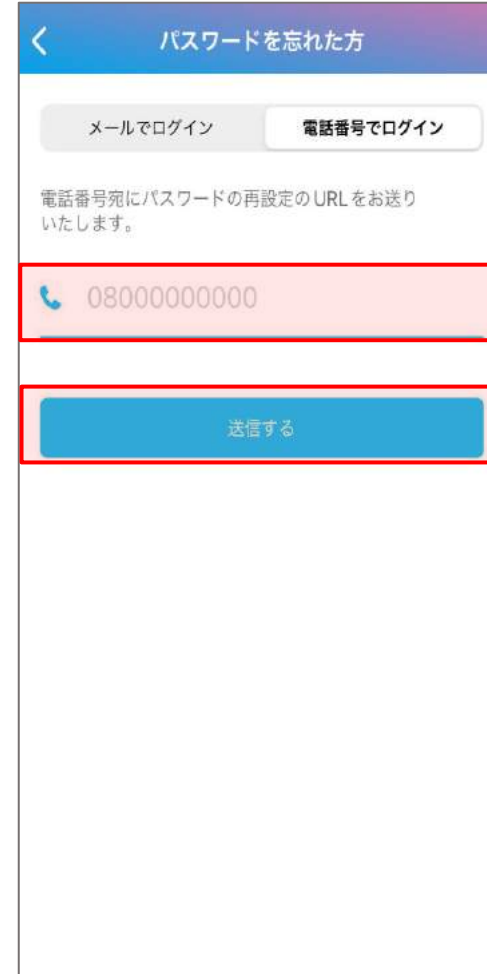 パスワードを忘れた方
メールでログイン
電話番号でログイン
電話番号宛にパスワードの再設定のURLをお送り
いたします。
08000000000
送信する